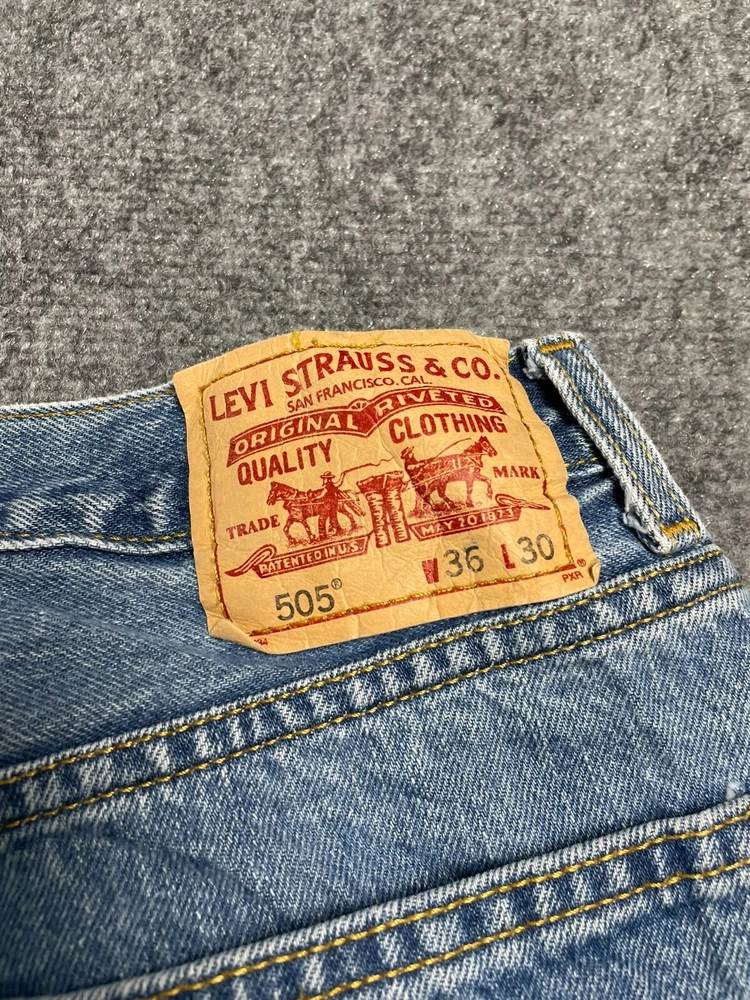 LEVI STRAUSS & CO.
SAN FRANCISCO. CAL.
ORIGINAL RIVETED
QUALITY CLOTHING
TRADE MARK
PATENTED IN U.S. MAY 20 1873
505® W 36 L 30
PXR®